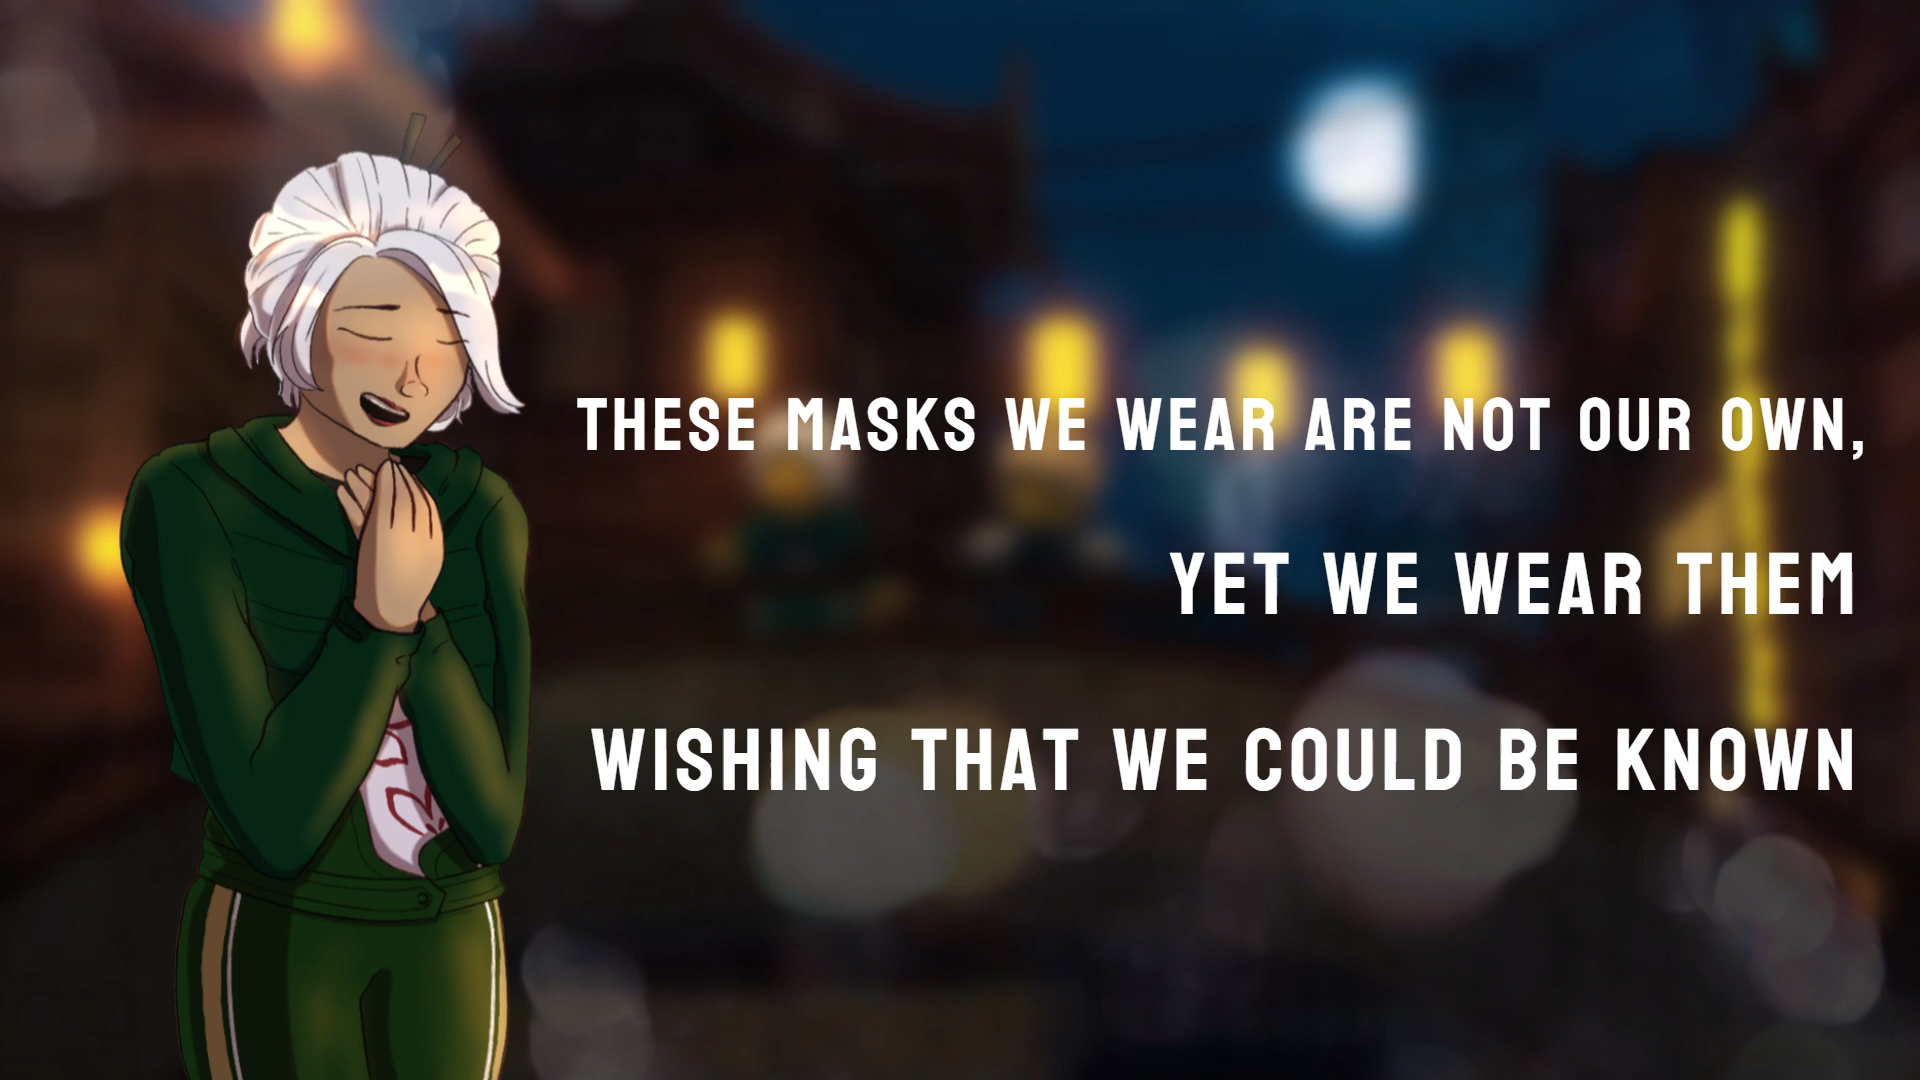 THESE MASKS WE WEAR ARE NOT OUR OWN,
YET WE WEAR THEM
WISHING THAT WE COULD BE KNOWN